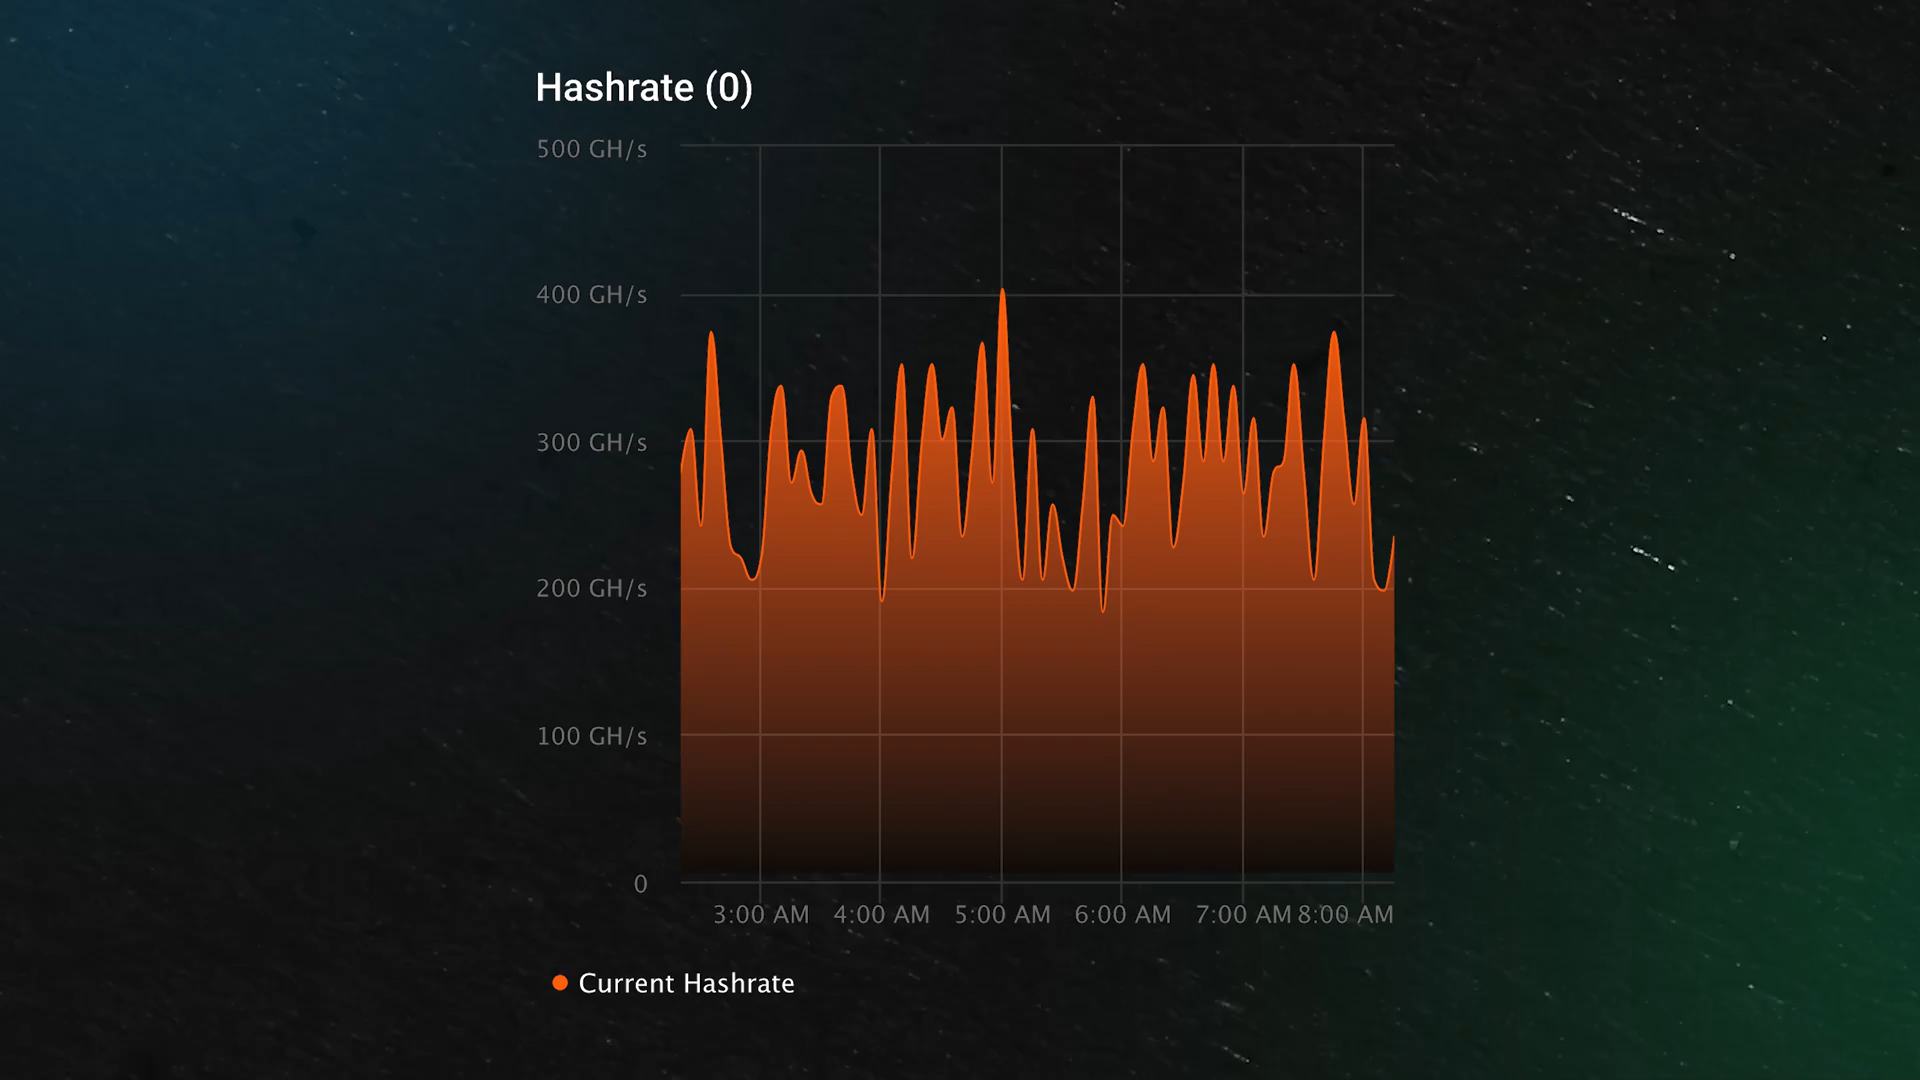 Hashrate (0)
500 GH/s
400 GH/s
300 GH/s
200 GH/s
100 GH/s
0
3:00 AM 4:00 AM 5:00 AM 6:00 AM 7:00 AM 8:00 AM
Current Hashrate